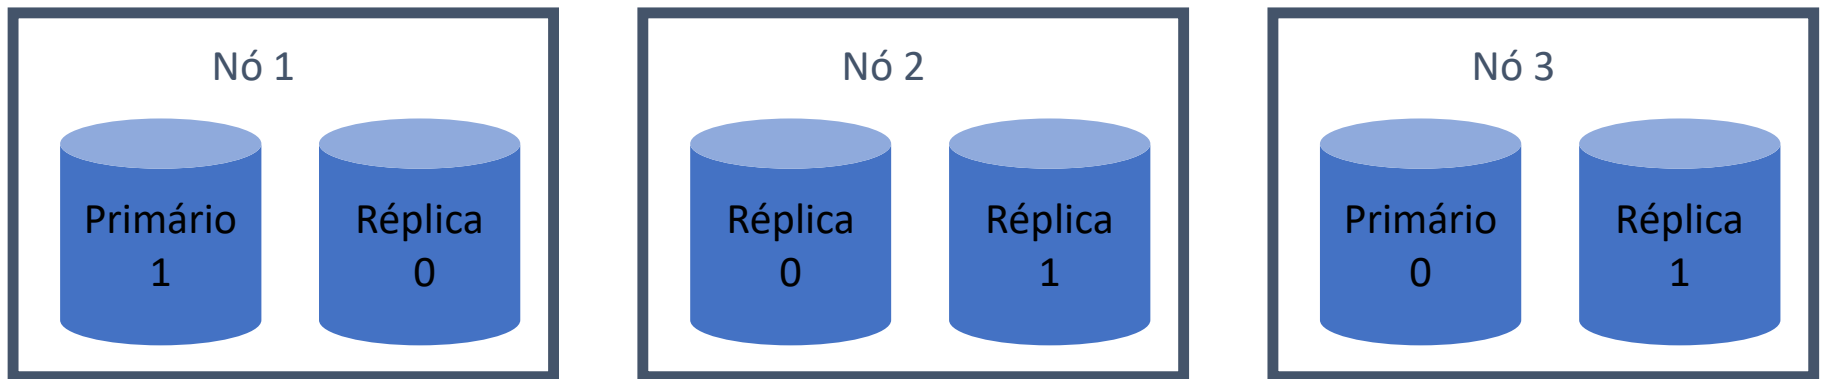 Nó 1
Primário
1
Réplica
0
Nó 2
Réplica
0
Réplica
1
Nó 3
Primário
0
Réplica
1